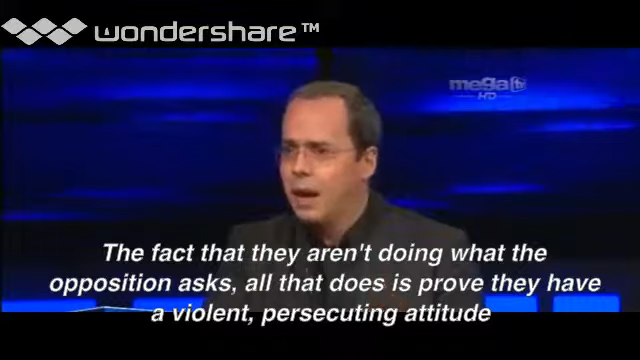 wondershare™
mega tv
HD
The fact that they aren't doing what the
opposition asks, all that does is prove they have
a violent, persecuting attitude